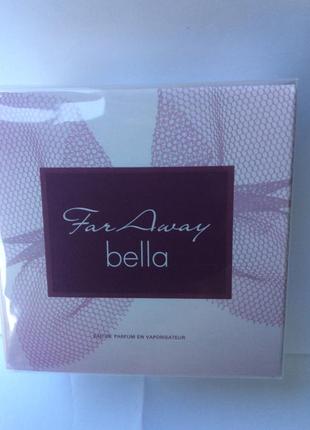 Far Away
bella
EAU DE PARFUM EN VAPORISATEUR